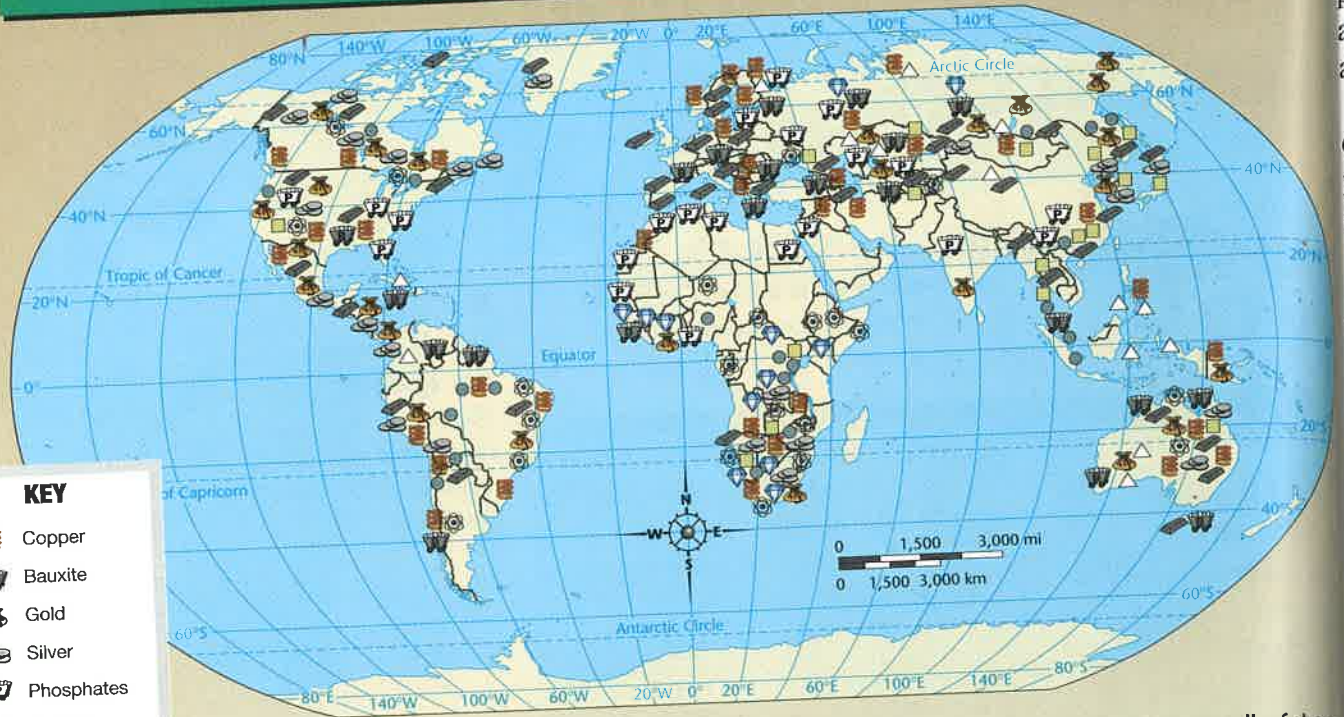 140°W 100°W 60°W 20°W 0° 20°E 60°E 100°E 140°E
80°N
Arctic Circle
60°N
60°N
40°N
40°N
Tropic of Cancer
20°N
20°N
Equator
0°
20°S
of Capricorn
40°S
N
W E
S
0 1,500 3,000 mi
0 1,500 3,000 km
60°S
60°S
Antarctic Circle
80°S
80°E 140°W 100°W 60°W 20°W 0° 20°E 60°E 100°E 140°E
KEY
Copper
Bauxite
Gold
Silver
P Phosphates